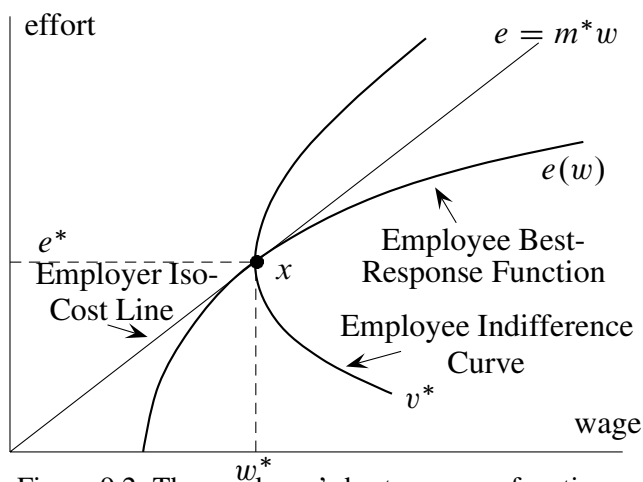 effort
e = m*w
e(w)
e*
Employee Best-
Response Function
Employer Iso-
Cost Line
x
Employee Indifference
Curve
v*
wage
w*